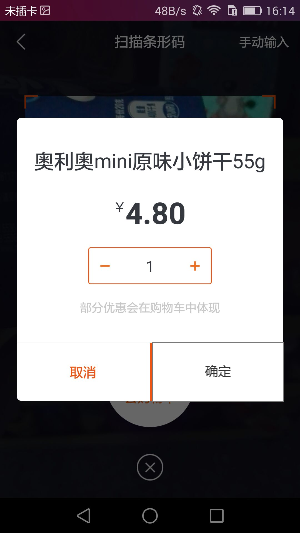 未插卡 48B/s 16:14
扫描条形码 手动输入
奥利奥mini原味小饼干55g
¥4.80
1
部分优惠会在购物车中体现
取消 确定